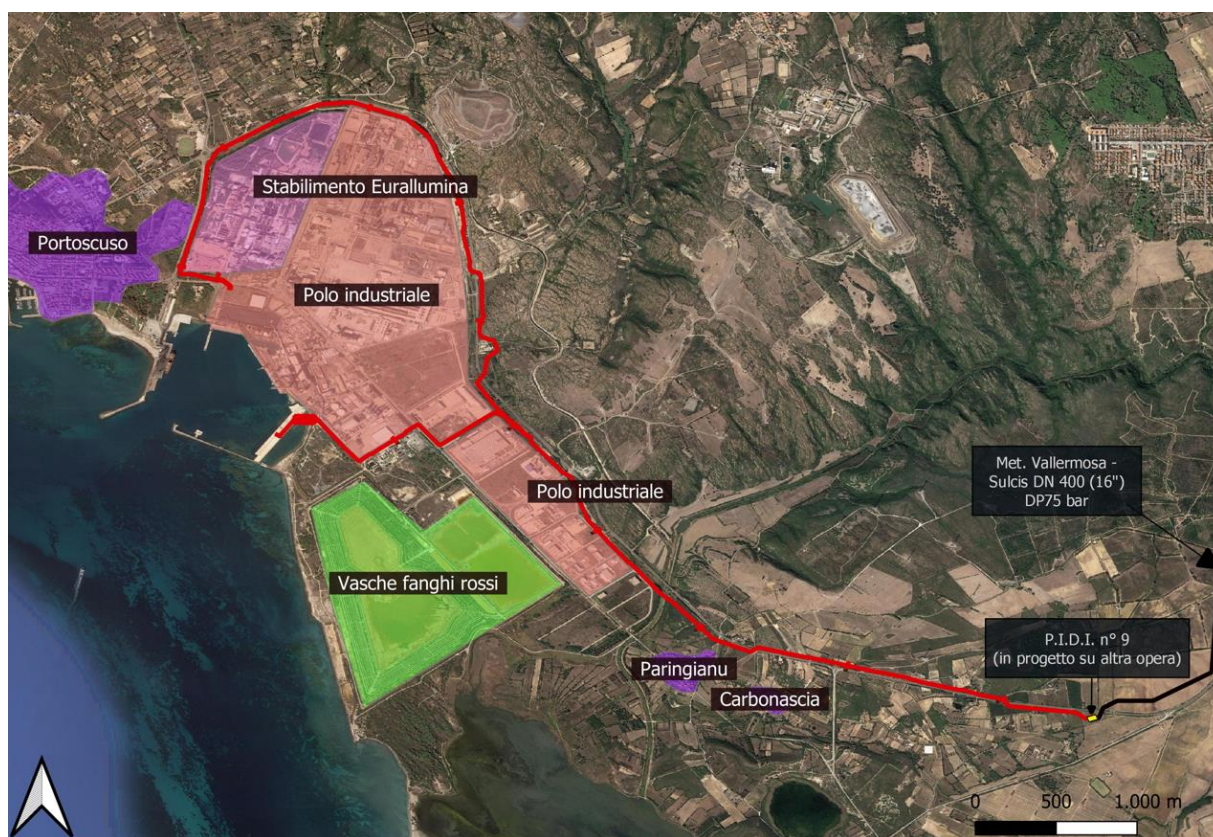 Stabilimento Eurallumina
Portoscuso
Polo industriale
Met. Vallermosa -
Sulcis DN 400 (16'')
DP75 bar
Polo industriale
Vasche fanghi rossi
P.I.D.I. n° 9
(in progetto su altra opera)
Paringianu
Carbonascia
0 500 1.000 m